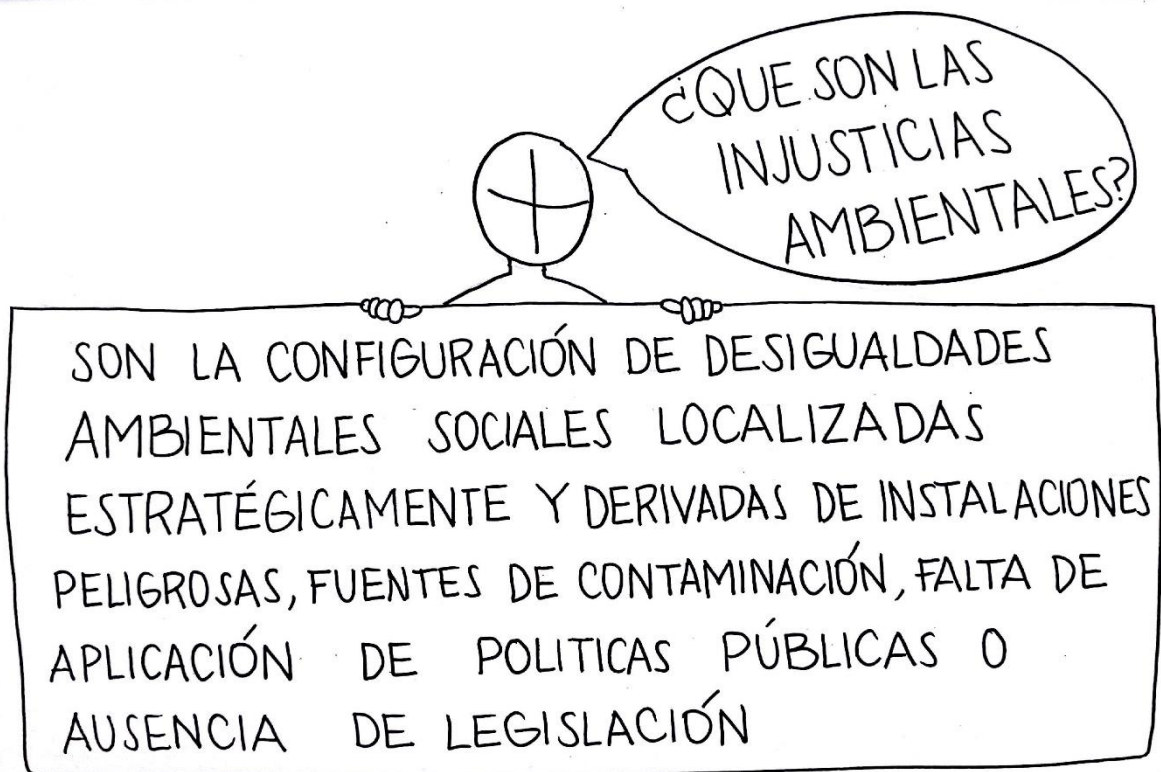 ¿QUE SON LAS
INJUSTICIAS
AMBIENTALES?
SON LA CONFIGURACIÓN DE DESIGUALDADES
AMBIENTALES SOCIALES LOCALIZADAS
ESTRATÉGICAMENTE Y DERIVADAS DE INSTALACIONES
PELIGROSAS, FUENTES DE CONTAMINACIÓN, FALTA DE
APLICACIÓN DE POLITICAS PÚBLICAS O
AUSENCIA DE LEGISLACIÓN